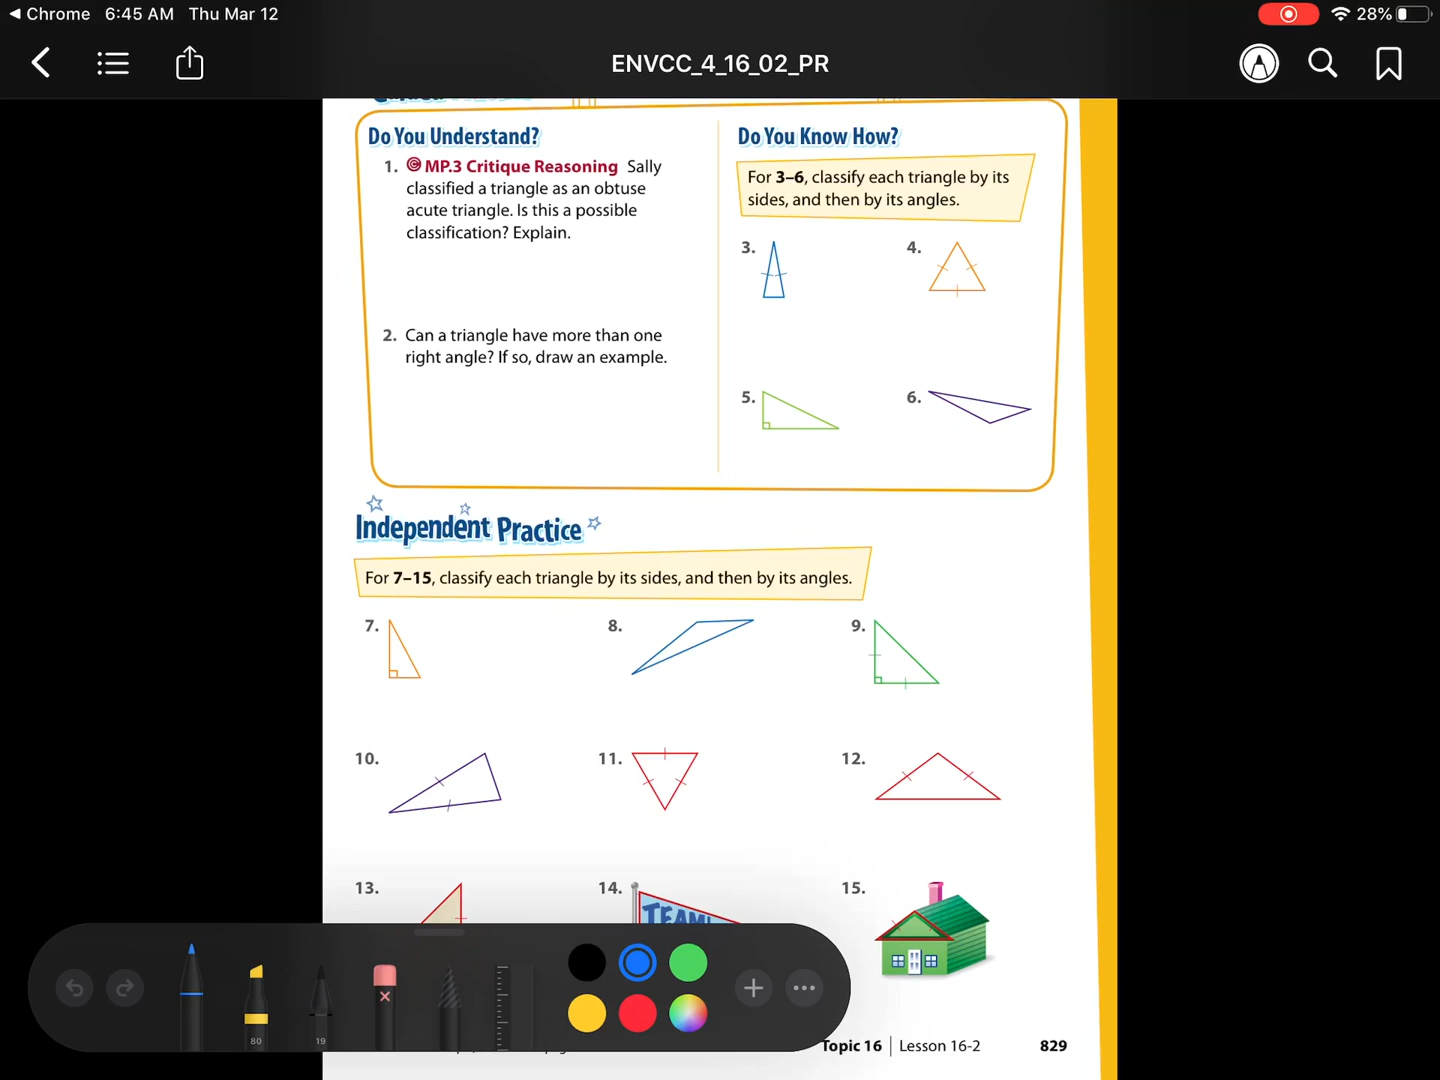 Chrome 6:45 AM Thu Mar 12
28%
ENVCC_4_16_02_PR
Do You Understand?
1. MP.3 Critique Reasoning Sally
classified a triangle as an obtuse
acute triangle. Is this a possible
classification? Explain.
2. Can a triangle have more than one
right angle? If so, draw an example.
Do You Know How?
For 3–6, classify each triangle by its
sides, and then by its angles.
3.
4.
5.
6.
Independent Practice
For 7–15, classify each triangle by its sides, and then by its angles.
7.
8.
9.
10.
11.
12.
13.
14.
TEAM!
15.
80
19
Topic 16 | Lesson 16-2
829